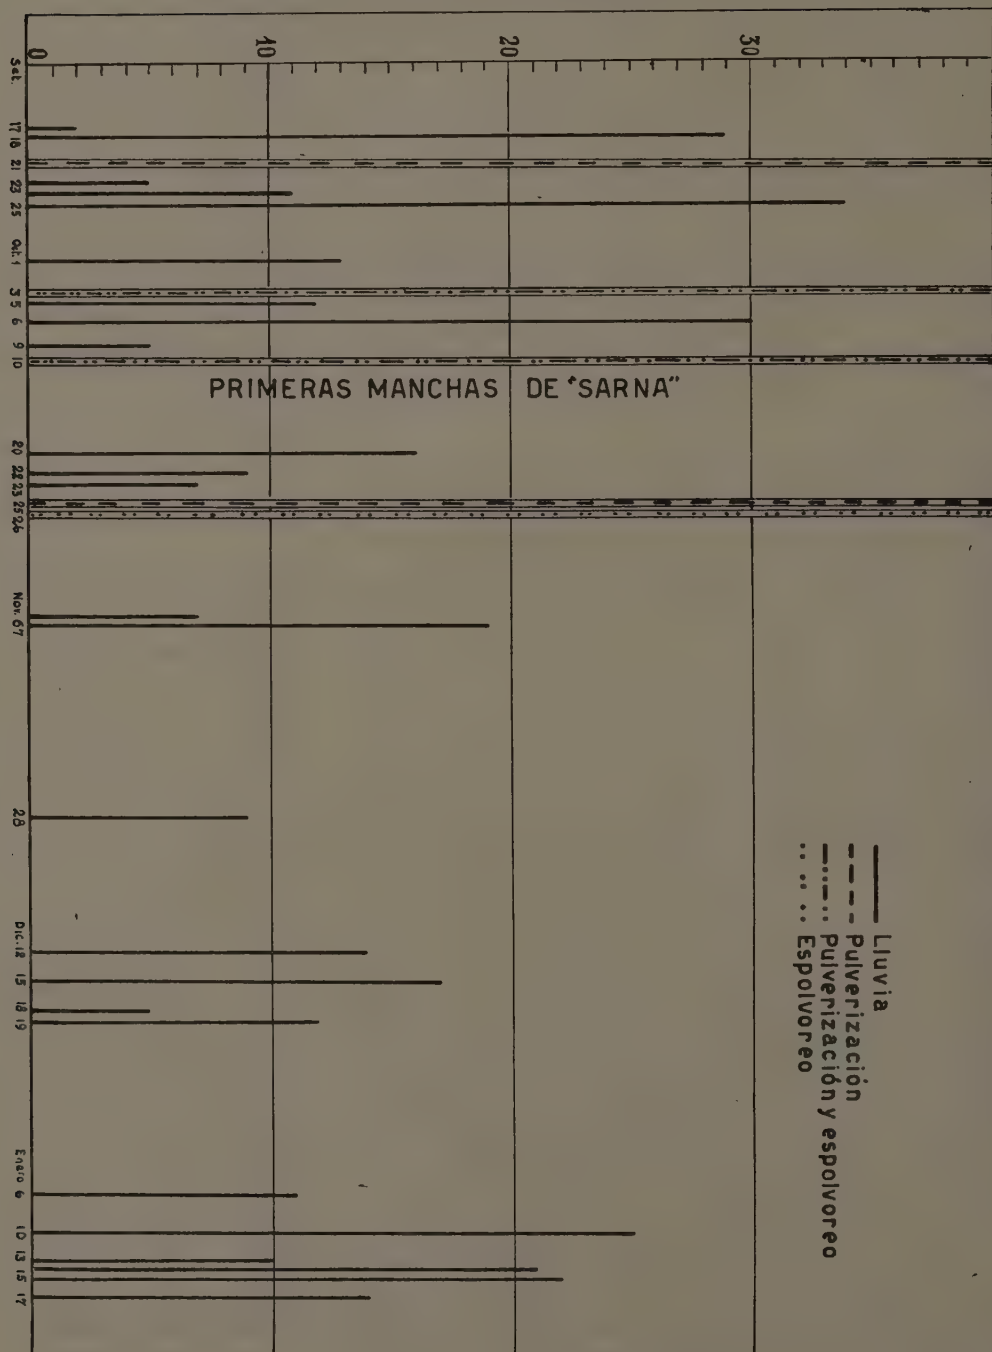 0 10 20 30
Set.
17
18
21
23
25
Oct. 1
3
5
6
9
10
PRIMERAS MANCHAS DE "SARNA"
20
22
23
25
26
Nov. 6 7
28
Dic. 12
15
18
19
Enero 6
10
13
15
17
Lluvia
Pulverización
Pulverización y espolvoreo
Espolvoreo